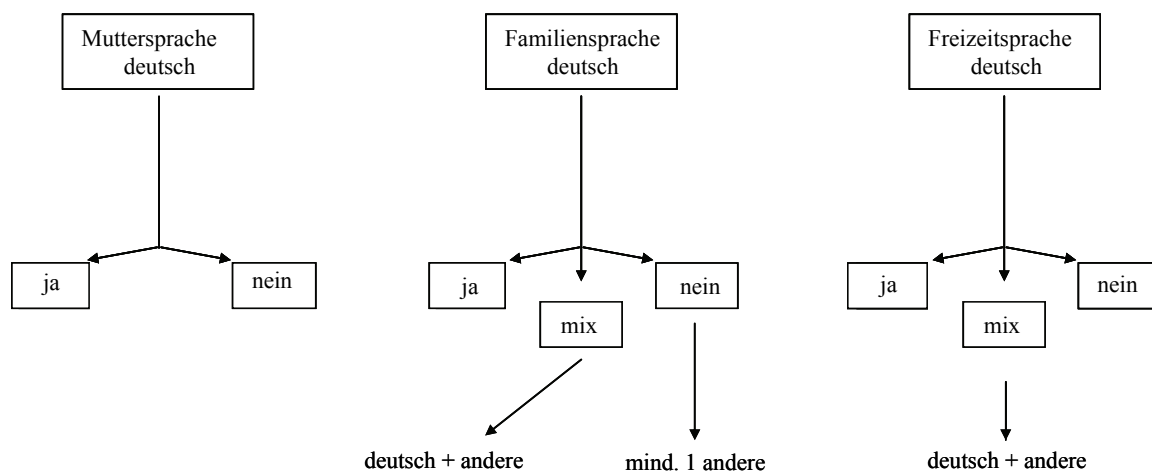 Muttersprache
deutsch
Familiensprache
deutsch
Freizeitsprache
deutsch
ja
nein
ja
nein
mix
ja
nein
mix
deutsch + andere
mind. 1 andere
deutsch + andere